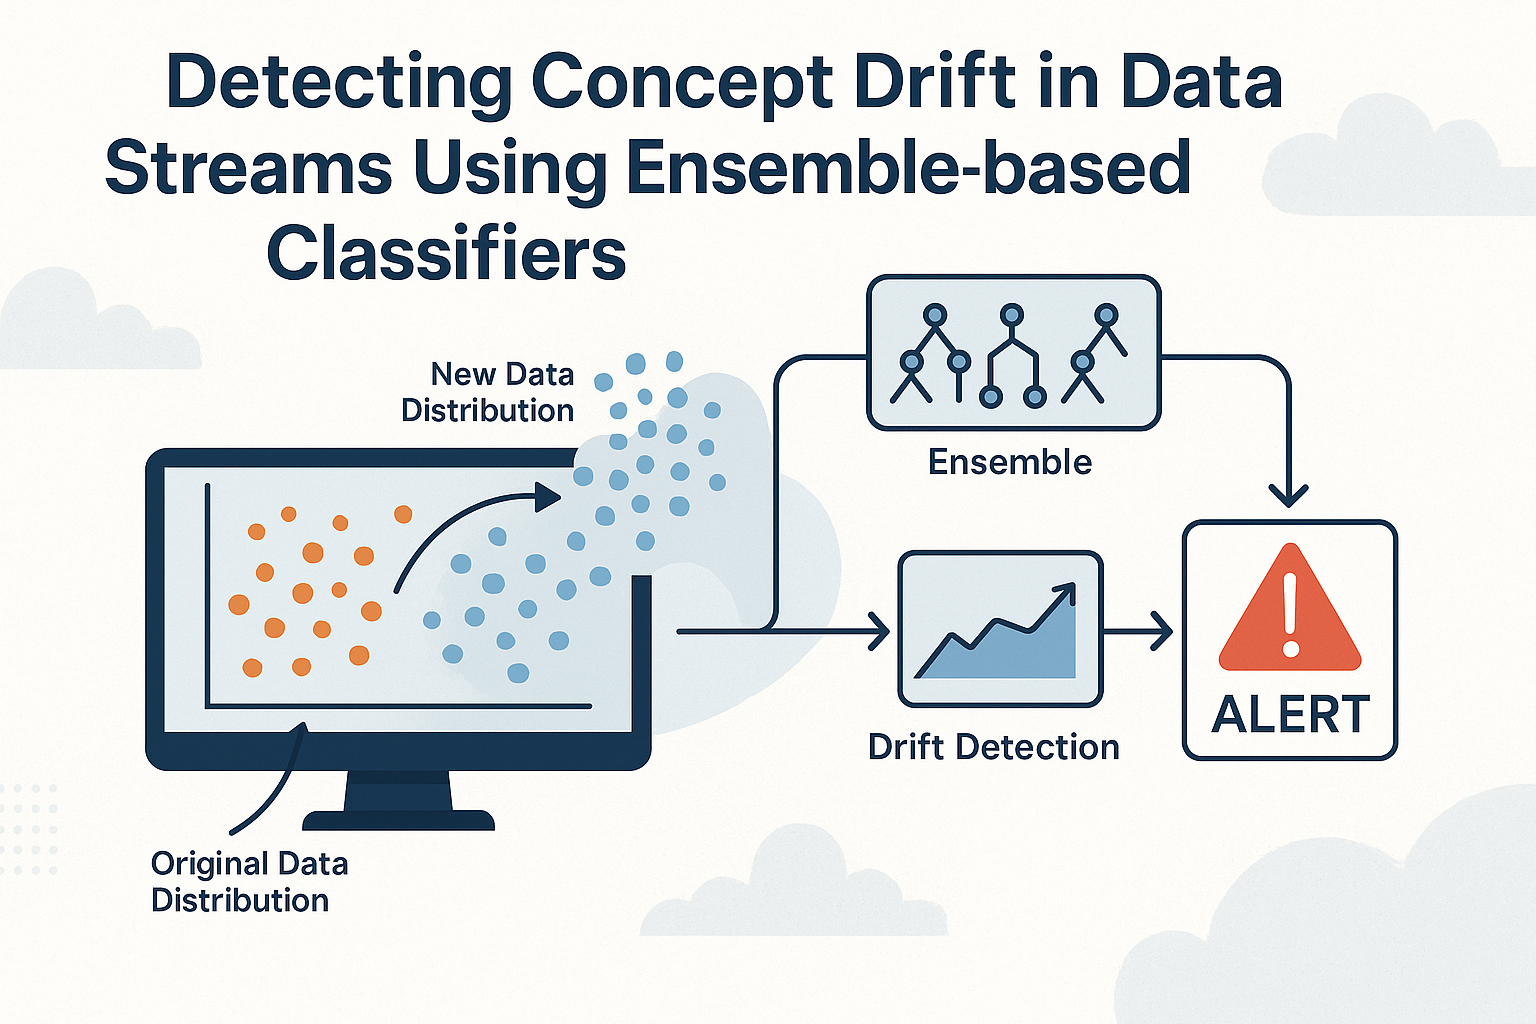 Detecting Concept Drift in Data
Streams Using Ensemble-based
Classifiers
New Data
Distribution
Ensemble
Drift Detection
ALERT
Original Data
Distribution